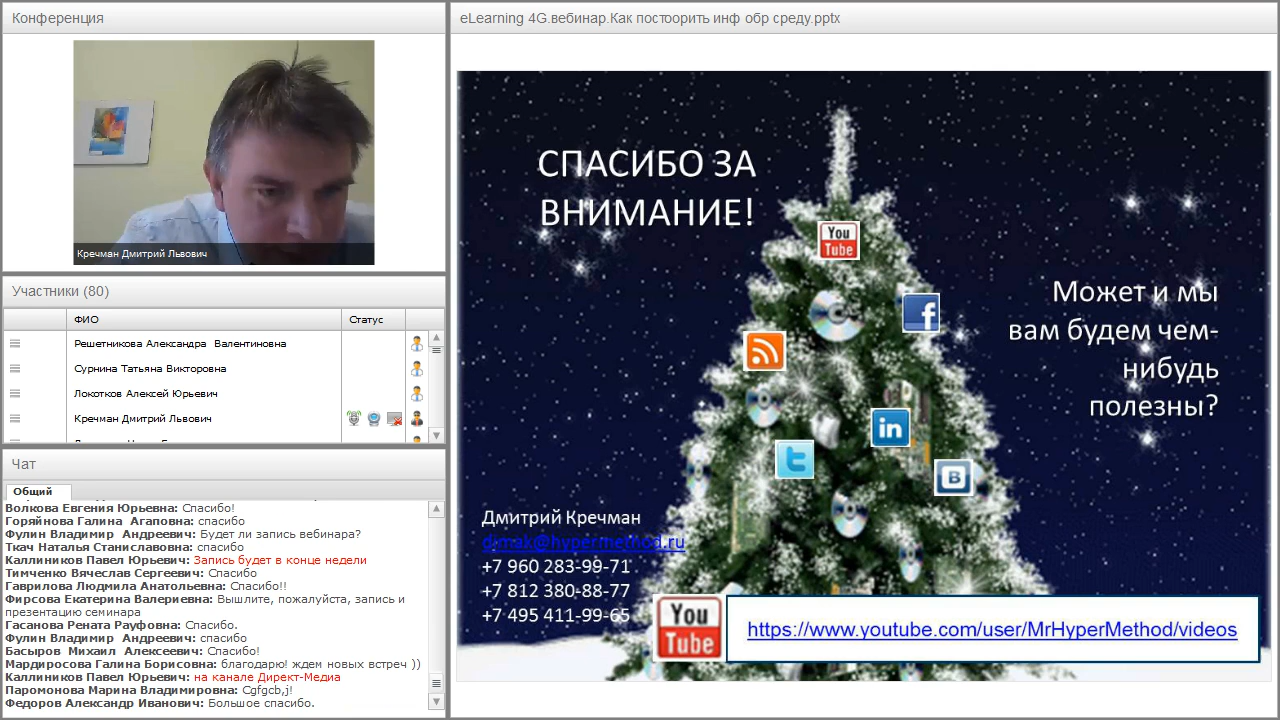 Конференция
Кречман Дмитрий Львович
Участники (80)
ФИО
Статус
Решетникова Александра Валентиновна
Сурнина Татьяна Викторовна
Локотков Алексей Юрьевич
Кречман Дмитрий Львович
Чат
Общий
Волкова Евгения Юрьевна: Спасибо!
Горяйнова Галина Агаповна: спасибо
Фулин Владимир Андреевич: Будет ли запись вебинара?
Ткач Наталья Станиславовна: спасибо
Каллиников Павел Юрьевич: Запись будет в конце недели
Тимченко Вячеслав Сергеевич: Спасибо
Гаврилова Людмила Анатольевна: Спасибо!!
Фирсова Екатерина Валериевна: Вышлите, пожалуйста, запись и
презентацию семинара
Гасанова Рената Рауфовна: Спасибо.
Фулин Владимир Андреевич: спасибо
Басыров Михаил Алексеевич: Спасибо!
Мардиросова Галина Борисовна: благодарю! ждем новых встреч ))
Каллиников Павел Юрьевич: на канале Директ-Медиа
Паромонова Марина Владимировна: Cgfgcb,j!
Федоров Александр Иванович: Большое спасибо.
eLearning 4G.вебинар.Как постоорить инф обр среду.pptx
СПАСИБО ЗА
ВНИМАНИЕ!
You
Tube
f
in
t
B
Может и мы
вам будем чем-
нибудь
полезны?
Дмитрий Кречман
dimak@hypermethod.ru
+7 960 283-99-71
+7 812 380-88-77
+7 495 411-99-65
You
Tube
https://www.youtube.com/user/MrHyperMethod/videos